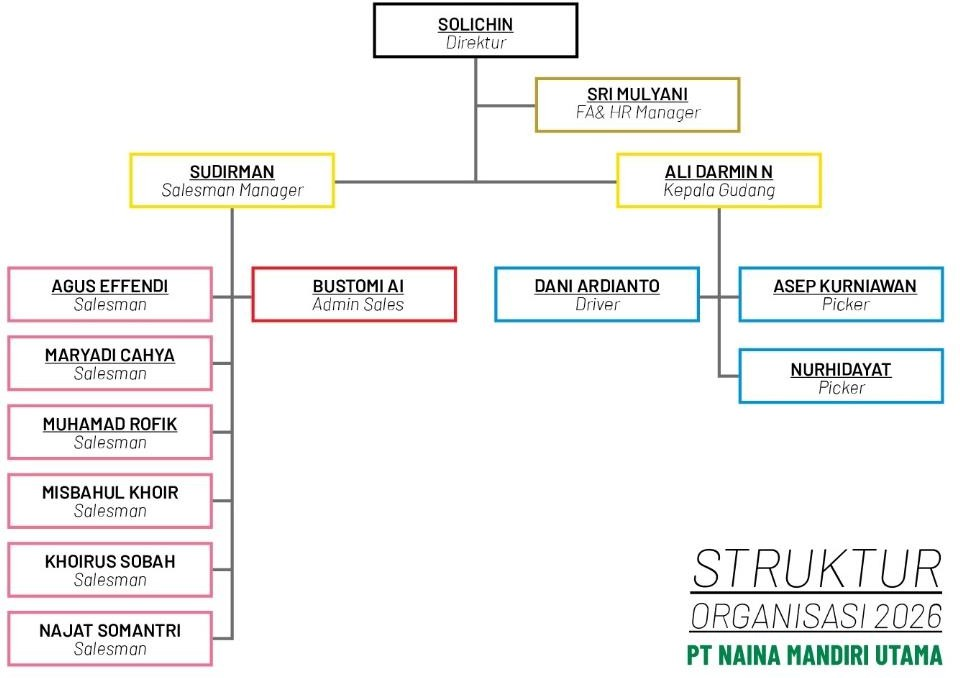 SOLICHIN
Direktur
SRI MULYANI
FA& HR Manager
SUDIRMAN
Salesman Manager
ALI DARMIN N
Kepala Gudang
AGUS EFFENDI
Salesman
BUSTOMI AI
Admin Sales
DANI ARDIANTO
Driver
ASEP KURNIAWAN
Picker
MARYADI CAHYA
Salesman
NURHIDAYAT
Picker
MUHAMAD ROFIK
Salesman
MISBAHUL KHOIR
Salesman
KHOIRUS SOBAH
Salesman
NAJAT SOMANTRI
Salesman
STRUKTUR
ORGANISASI 2026
PT NAINA MANDIRI UTAMA